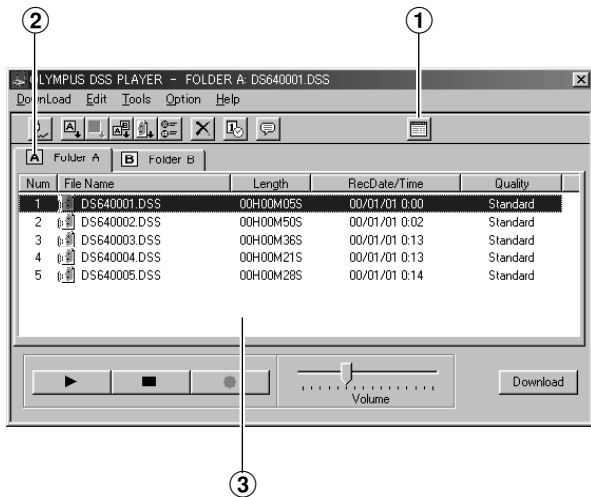 ② ①
OLYMPUS DSS PLAYER – FOLDER A: DS640001.DSS
DownLoad Edit Tools Option Help
A Folder A B Folder B
Num File Name Length RecDate/Time Quality
1 DS640001.DSS 00H00M05S 00/01/01 0:00 Standard
2 DS640002.DSS 00H00M50S 00/01/01 0:02 Standard
3 DS640003.DSS 00H00M36S 00/01/01 0:13 Standard
4 DS640004.DSS 00H00M21S 00/01/01 0:13 Standard
5 DS640005.DSS 00H00M28S 00/01/01 0:14 Standard
Download
Volume
③